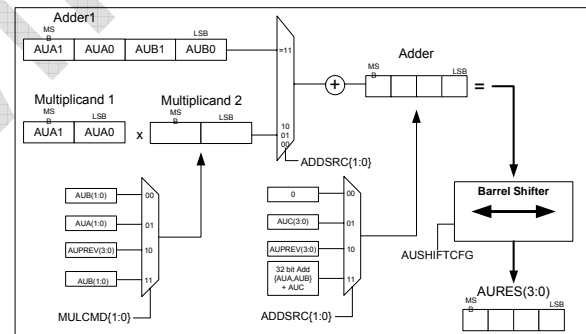 Adder1
MS
B
LSB
AUA1 AUA0 AUB1 AUB0
=11
Adder
MS
B
LSB
+
=
Multiplicand 1
Multiplicand 2
MS
B
LSB
MS
B
LSB
AUA1 AUA0
x
10
01
00
ADDSRC{1:0}
AUB(1:0)
00
AUA(1:0)
01
AUPREV(3:0)
10
AUB(1:0)
11
MULCMD{1:0}
0
00
AUC(3:0)
01
AUPREV(3:0)
10
32 bit Add
{AUA,AUB}
+ AUC
11
ADDSRC{1:0}
Barrel Shifter
AUSHIFTCFG
AURES(3:0)
MS
B
LSB